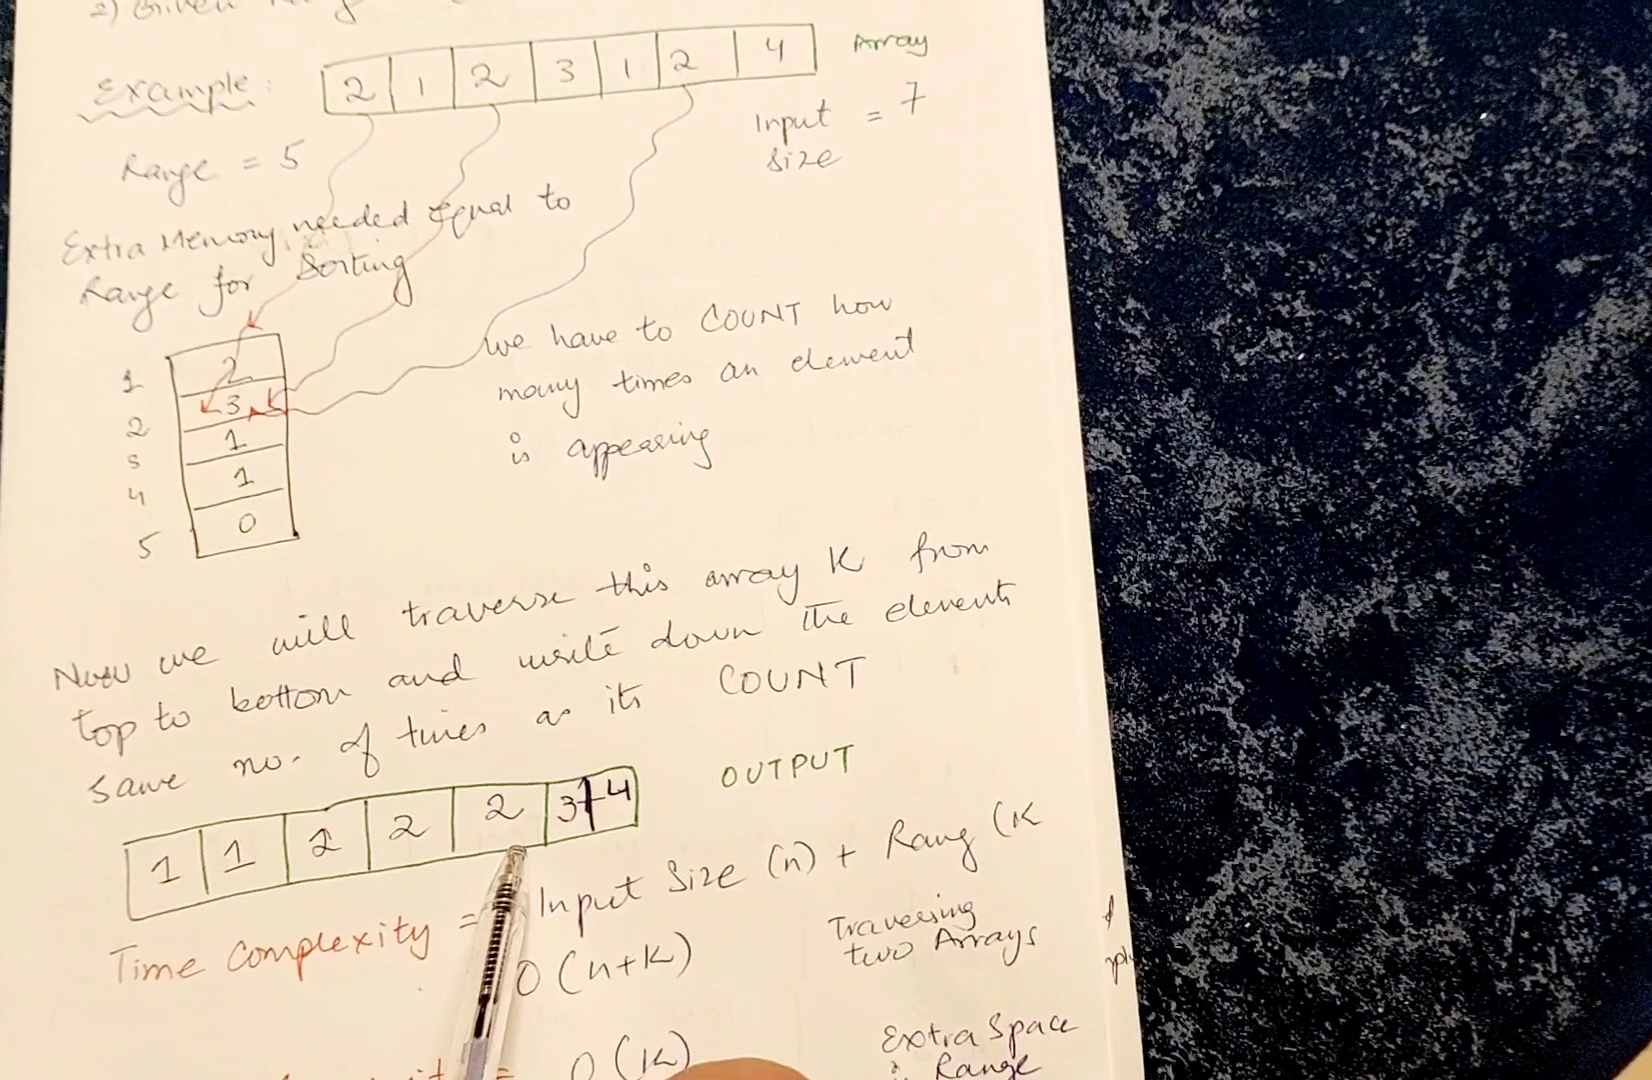 2) Given
Example :
2 1 2 3 1 2 4
Array
Input Size = 7
Range = 5
Extra Memory needed Equal to
Range for Sorting
1 2
2 3
3 1
4 1
5 0
we have to COUNT how
many times an element
is appearing
Now we will traverse this array K from
top to bottom and write down The elements
same no. of times as its COUNT
1 1 2 2 2 3 4
OUTPUT
Time Complexity = Input Size (n) + Rang (K
O (n+K)
Traversing
two Arrays
= O (K)
Extra Space
Range